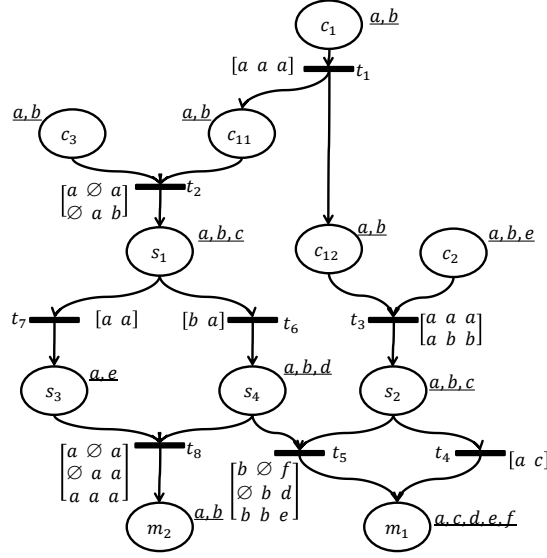 c₁ a,b
[a a a] t₁
a,b a,b
c₃ c₁₁
t₂
[a ∅ a
∅ a b]
s₁ a,b,c
c₁₂ a,b
c₂ a,b,e
t₇ [a a] [b a] t₆
t₃ [a a a
a b b]
s₃ a,e
s₄ a,b,d
s₂ a,b,c
[a ∅ a
∅ a a
a a a] t₈
[b ∅ f
∅ b d
b b e] t₅
t₄ [a c]
m₂ a,b
m₁ a,c,d,e,f